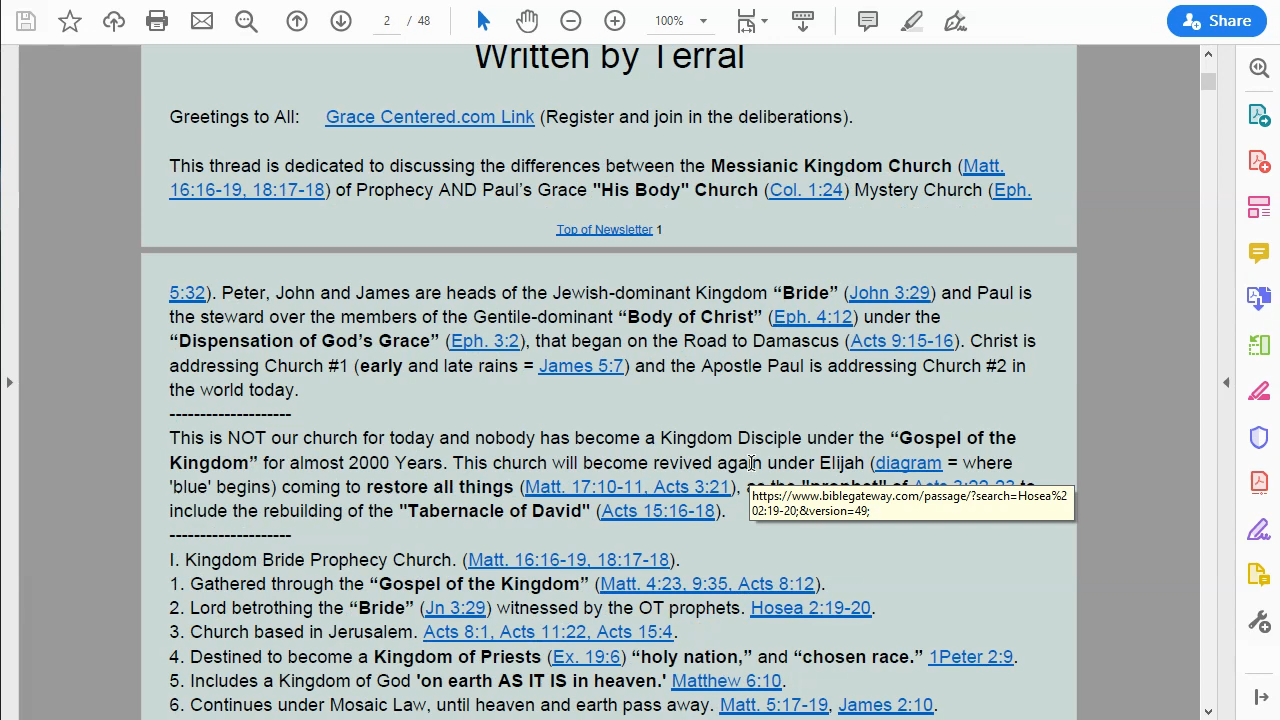 2 / 48
100%
Share
Written by Terral
Greetings to All: Grace Centered.com Link (Register and join in the deliberations).
This thread is dedicated to discussing the differences between the Messianic Kingdom Church (Matt.
16:16-19, 18:17-18) of Prophecy AND Paul's Grace "His Body" Church (Col. 1:24) Mystery Church (Eph.
Top of Newsletter 1
5:32). Peter, John and James are heads of the Jewish-dominant Kingdom “Bride” (John 3:29) and Paul is
the steward over the members of the Gentile-dominant “Body of Christ” (Eph. 4:12) under the
“Dispensation of God’s Grace” (Eph. 3:2), that began on the Road to Damascus (Acts 9:15-16). Christ is
addressing Church #1 (early and late rains = James 5:7) and the Apostle Paul is addressing Church #2 in
the world today.
--------------------
This is NOT our church for today and nobody has become a Kingdom Disciple under the “Gospel of the
Kingdom” for almost 2000 Years. This church will become revived again under Elijah (diagram = where
'blue' begins) coming to restore all things (Matt. 17:10-11, Acts 3:21), as the "prophet" of Acts 3:22-23 to
https://www.biblegateway.com/passage/?search=Hosea%2
02:19-20;&version=49;
include the rebuilding of the "Tabernacle of David" (Acts 15:16-18).
--------------------
I. Kingdom Bride Prophecy Church. (Matt. 16:16-19, 18:17-18).
1. Gathered through the “Gospel of the Kingdom” (Matt. 4:23, 9:35, Acts 8:12).
2. Lord betrothing the “Bride” (Jn 3:29) witnessed by the OT prophets. Hosea 2:19-20.
3. Church based in Jerusalem. Acts 8:1, Acts 11:22, Acts 15:4.
4. Destined to become a Kingdom of Priests (Ex. 19:6) “holy nation,” and “chosen race.” 1Peter 2:9.
5. Includes a Kingdom of God 'on earth AS IT IS in heaven.' Matthew 6:10.
6. Continues under Mosaic Law, until heaven and earth pass away. Matt. 5:17-19, James 2:10.